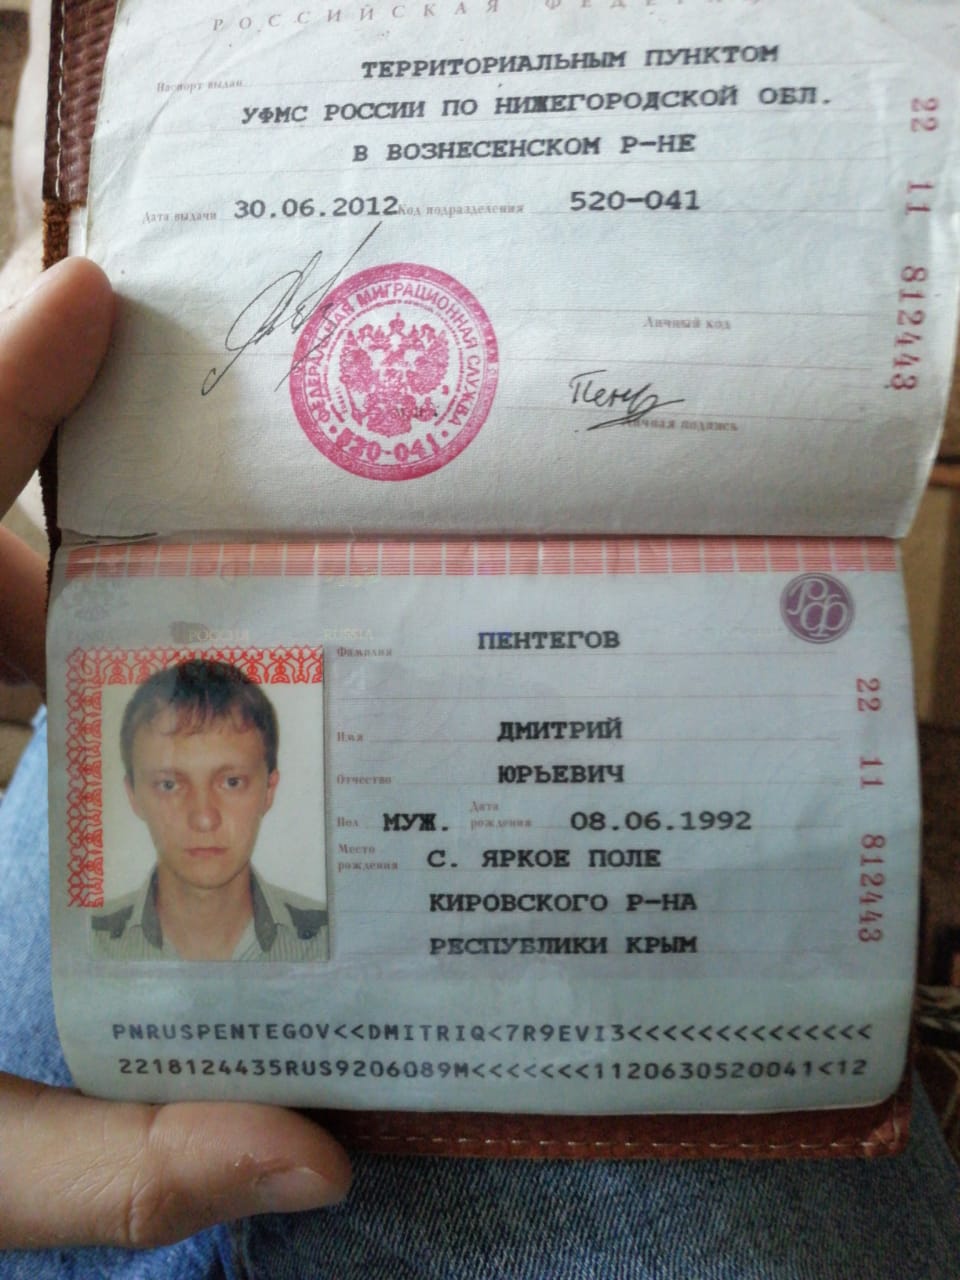 РОССИЙСКАЯ ФЕДЕРАЦ
Паспорт выдан ТЕРРИТОРИАЛЬНЫМ ПУНКТОМ
УФМС РОССИИ ПО НИЖЕГОРОДСКОЙ ОБЛ.
В ВОЗНЕСЕНСКОМ Р-НЕ
Дата выдачи 30.06.2012 Код подразделения 520-041
22 11 812443
Личный код
ФЕДЕРАЛЬНАЯ МИГРАЦИОННАЯ СЛУЖБА
520-041
Пент
Личная подпись
РОССИЯ RUSSIA
РФ
Фамилия ПЕНТЕГОВ
Имя ДМИТРИЙ
Отчество ЮРЬЕВИЧ
Пол МУЖ. Дата рождения 08.06.1992
Место рождения С. ЯРКОЕ ПОЛЕ
КИРОВСКОГО Р-НА
РЕСПУБЛИКИ КРЫМ
22 11 812443
PNRUSPENTEGOV<<DMITRIQ<7R9EVI3<<<<<<<<<<<<<<
2218124435RUS9206089M<<<<<<<1120630520041<12